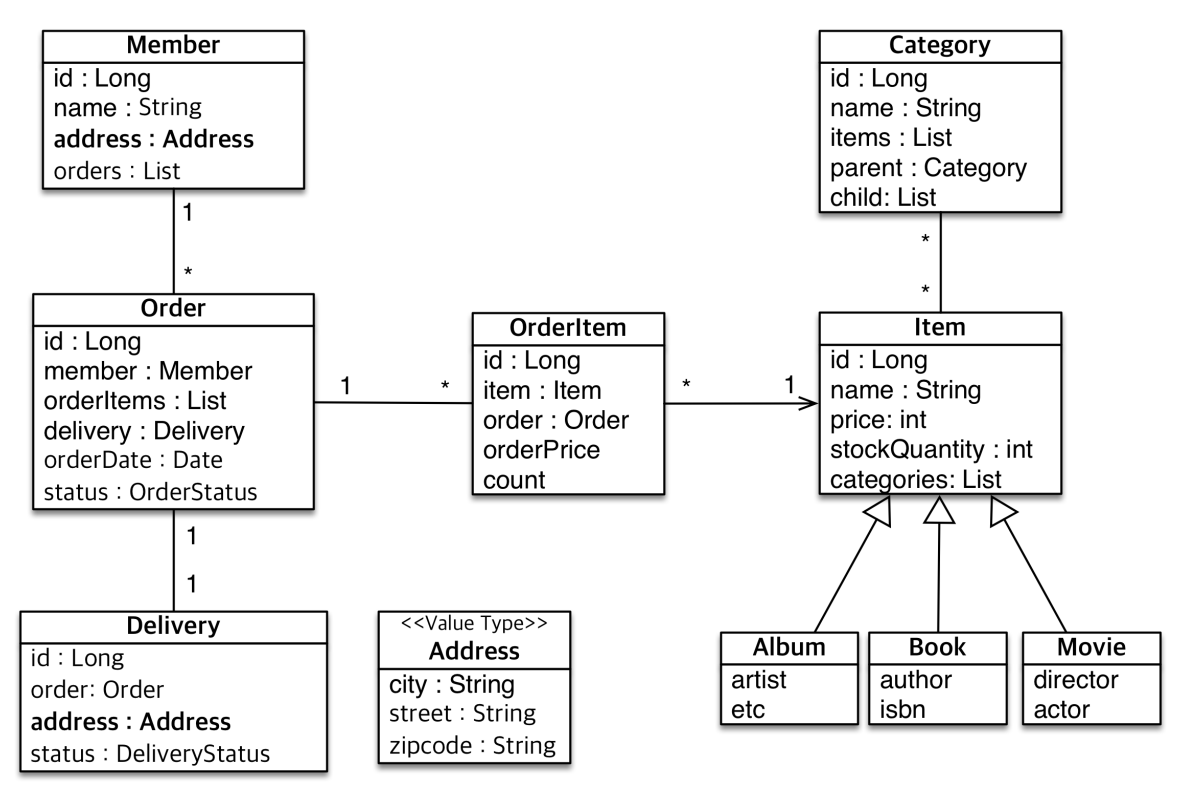 Member
id : Long
name : String
address : Address
orders : List
1
*
Category
id : Long
name : String
items : List
parent : Category
child: List
*
*
Order
id : Long
member : Member
orderItems : List
delivery : Delivery
orderDate : Date
status : OrderStatus
1
*
OrderItem
id : Long
item : Item
order : Order
orderPrice
count
*
1
Item
id : Long
name : String
price: int
stockQuantity : int
categories: List
1
1
Delivery
id : Long
order: Order
address : Address
status : DeliveryStatus
<<Value Type>>
Address
city : String
street : String
zipcode : String
Album
artist
etc
Book
author
isbn
Movie
director
actor